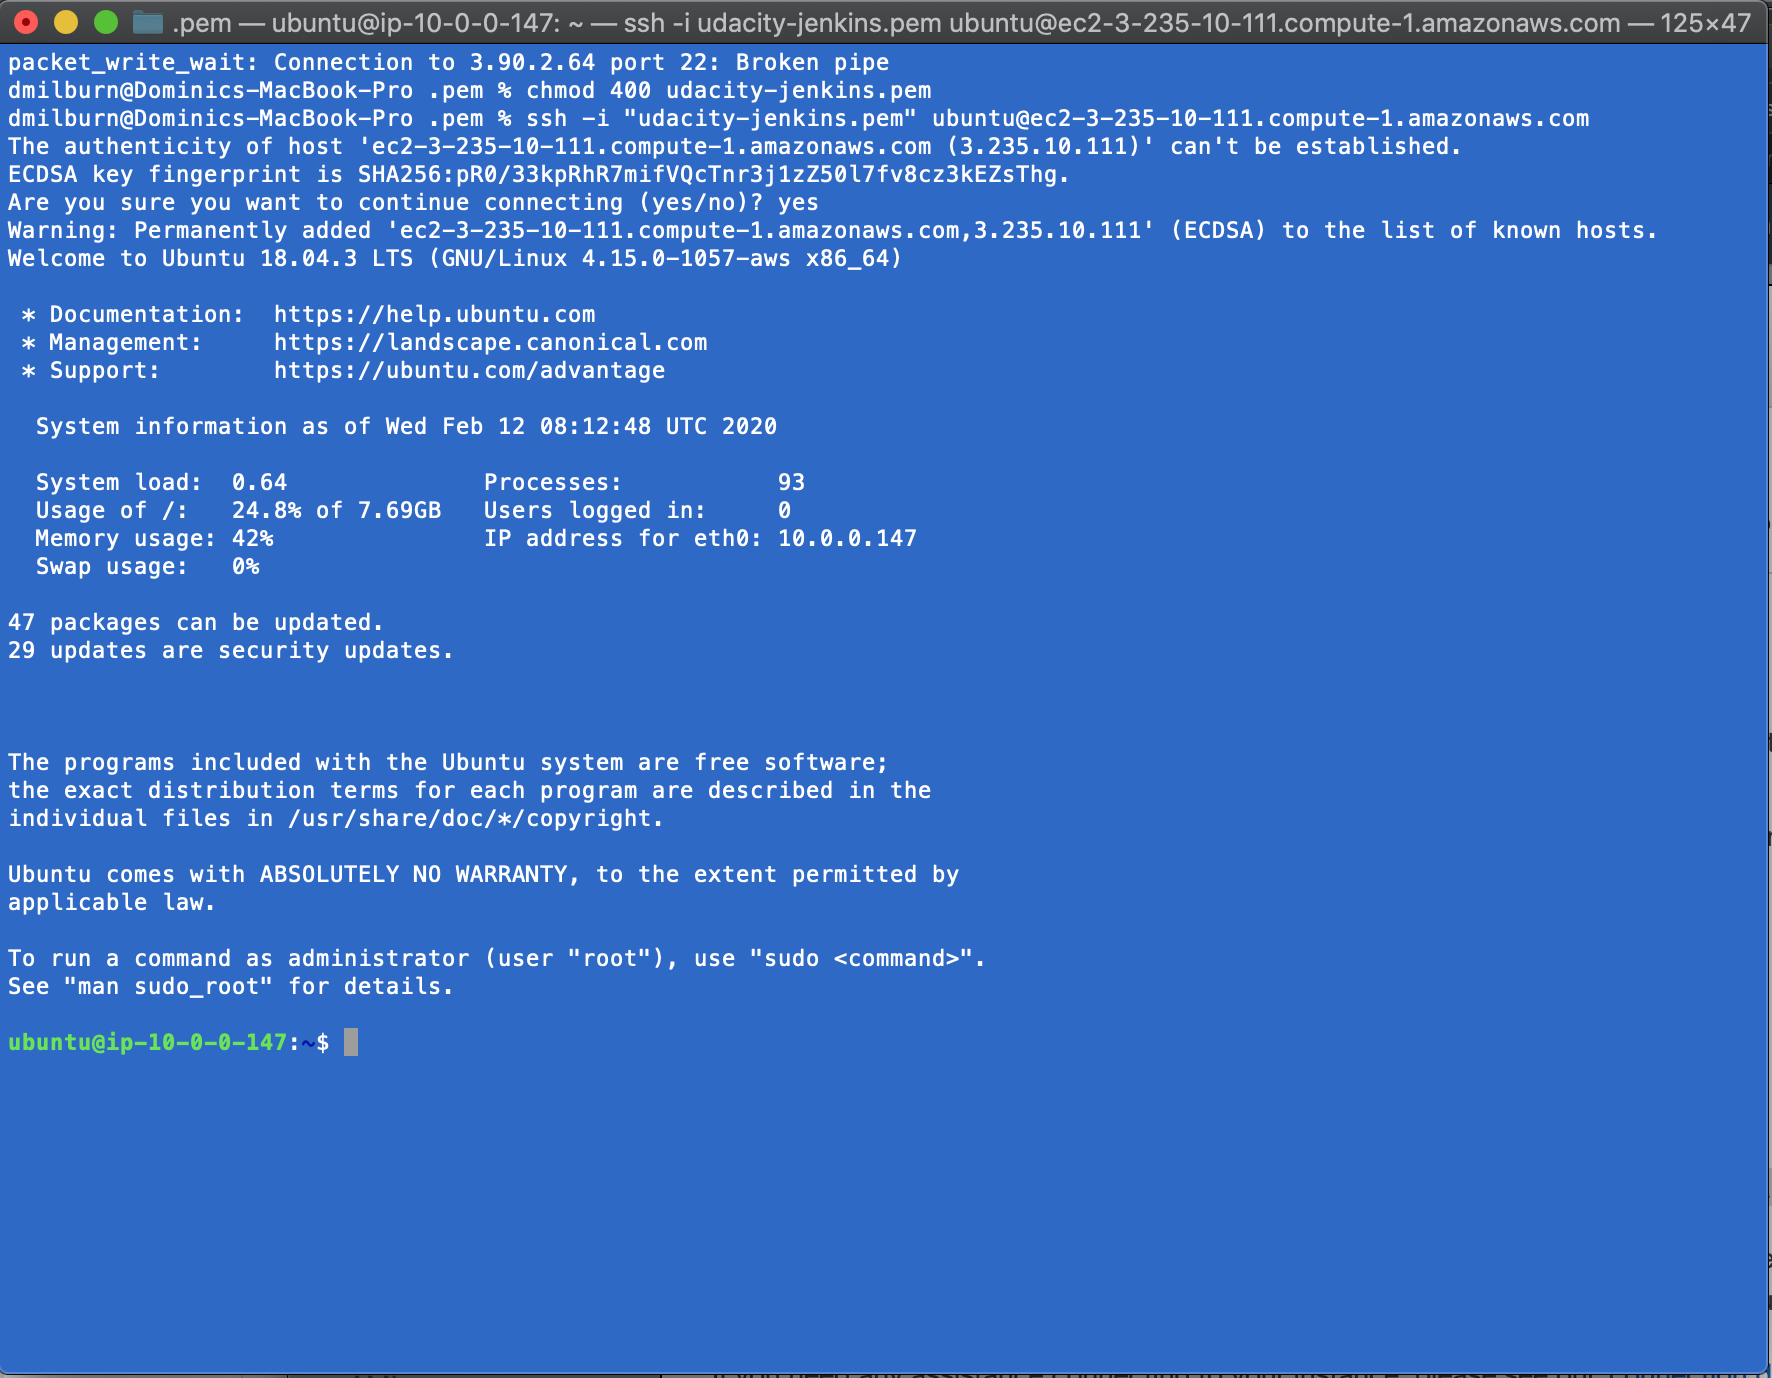 .pem — ubuntu@ip-10-0-0-147: ~ — ssh -i udacity-jenkins.pem ubuntu@ec2-3-235-10-111.compute-1.amazonaws.com — 125×47
packet_write_wait: Connection to 3.90.2.64 port 22: Broken pipe
dmilburn@Dominics-MacBook-Pro .pem % chmod 400 udacity-jenkins.pem
dmilburn@Dominics-MacBook-Pro .pem % ssh -i "udacity-jenkins.pem" ubuntu@ec2-3-235-10-111.compute-1.amazonaws.com
The authenticity of host 'ec2-3-235-10-111.compute-1.amazonaws.com (3.235.10.111)' can't be established.
ECDSA key fingerprint is SHA256:pR0/33kpRhR7mifVQcTnr3j1zZ50l7fv8cz3kEZsThg.
Are you sure you want to continue connecting (yes/no)? yes
Warning: Permanently added 'ec2-3-235-10-111.compute-1.amazonaws.com,3.235.10.111' (ECDSA) to the list of known hosts.
Welcome to Ubuntu 18.04.3 LTS (GNU/Linux 4.15.0-1057-aws x86_64)
* Documentation:  https://help.ubuntu.com
* Management:     https://landscape.canonical.com
* Support:        https://ubuntu.com/advantage
System information as of Wed Feb 12 08:12:48 UTC 2020
System load:  0.64              Processes:           93
Usage of /:   24.8% of 7.69GB   Users logged in:     0
Memory usage: 42%               IP address for eth0: 10.0.0.147
Swap usage:   0%
47 packages can be updated.
29 updates are security updates.
The programs included with the Ubuntu system are free software;
the exact distribution terms for each program are described in the
individual files in /usr/share/doc/*/copyright.
Ubuntu comes with ABSOLUTELY NO WARRANTY, to the extent permitted by
applicable law.
To run a command as administrator (user "root"), use "sudo <command>".
See "man sudo_root" for details.
ubuntu@ip-10-0-0-147:~$